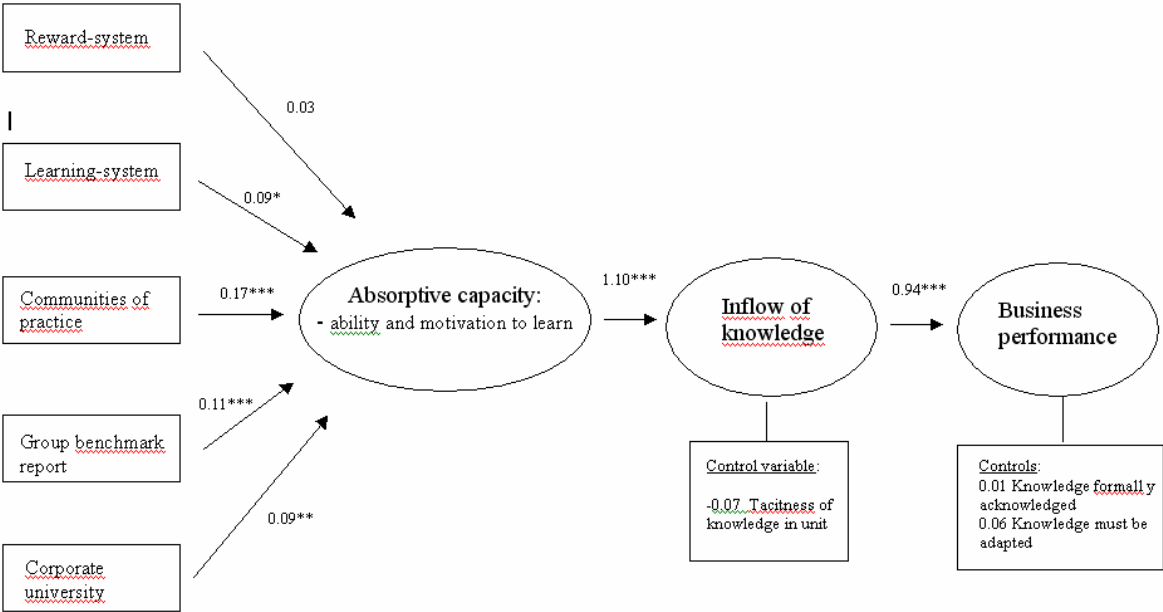 Reward-system
0.03
Learning-system
0.09*
Communities of
practice
0.17***
Group benchmark
report
0.11***
Corporate
university
0.09**
Absorptive capacity:
- ability and motivation to learn
1.10***
Inflow of
knowledge
0.94***
Business
performance
Control variable:
-0.07 Tacitness of
knowledge in unit
Controls:
0.01 Knowledge formally
acknowledged
0.06 Knowledge must be
adapted